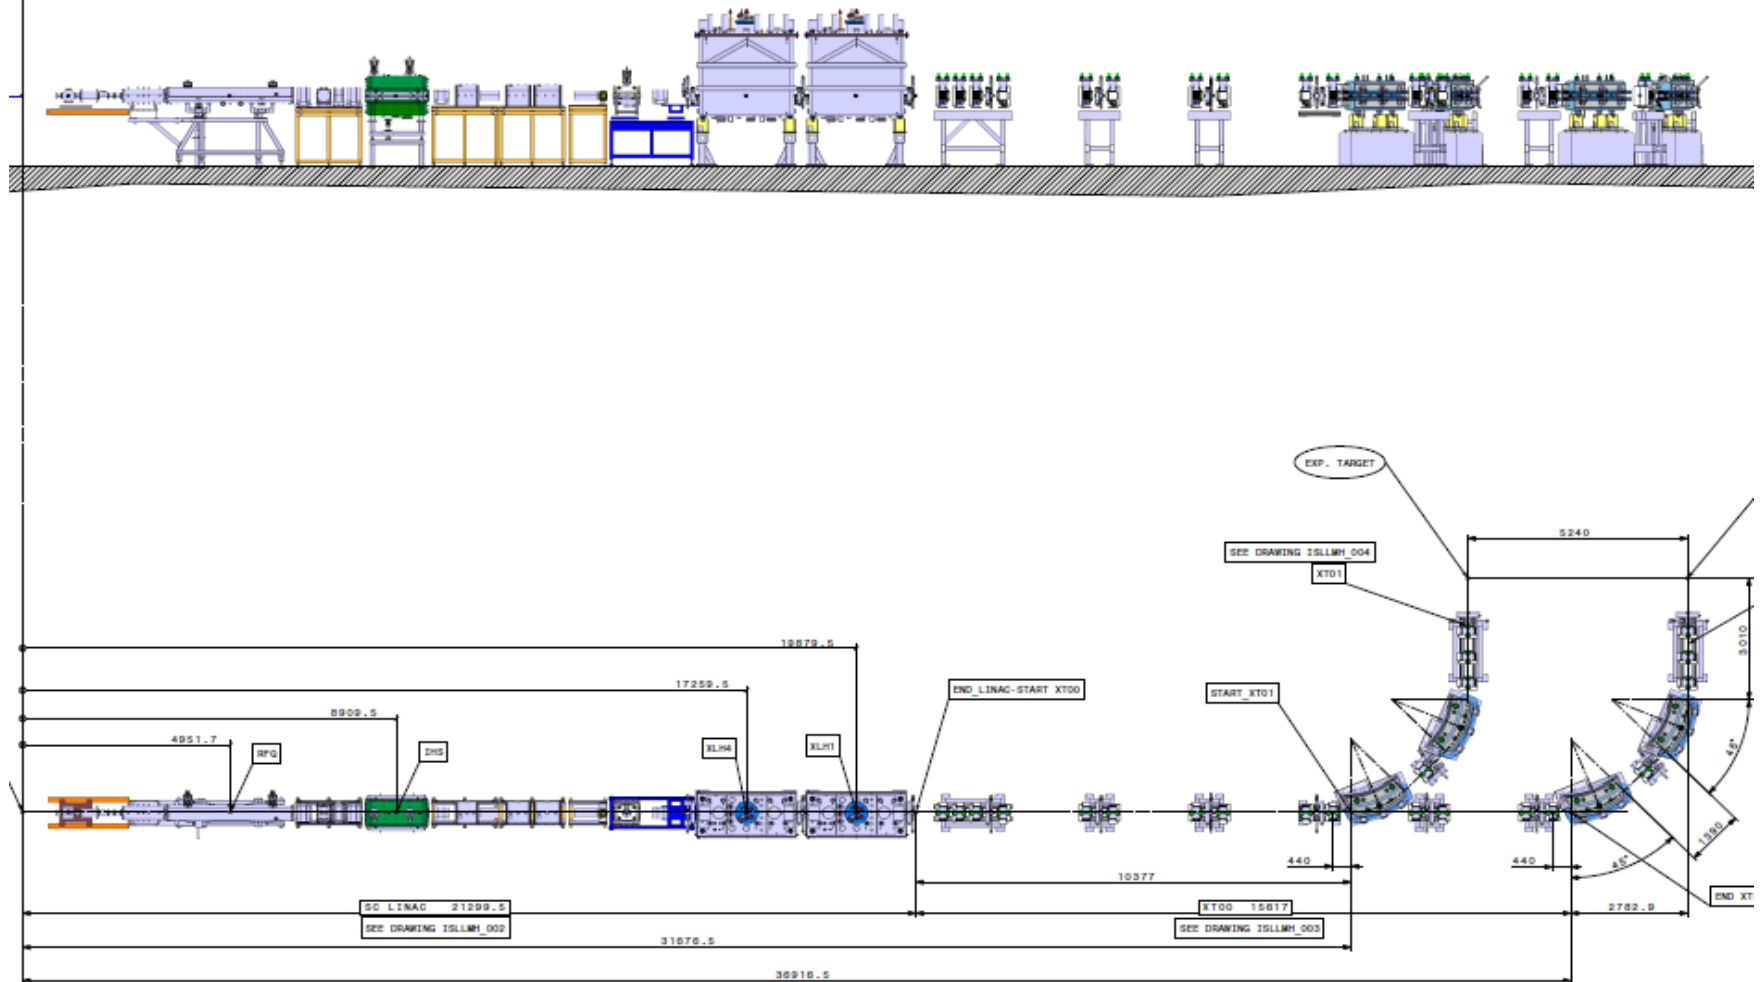 EXP. TARGET
5240
SEE DRAWING ISLLMH_004
XT01
3010
19879.5
17259.5
END_LINAC-START XT00
START_XT01
8909.5
4951.7
RFQ
IHS
XLH4
XLH1
45°
1390
440
440
45°
10377
END XT
SC LINAC 21299.5
XT00 15617
2782.9
SEE DRAWING ISLLMH_002
SEE DRAWING ISLLMH_003
31676.5
36916.5